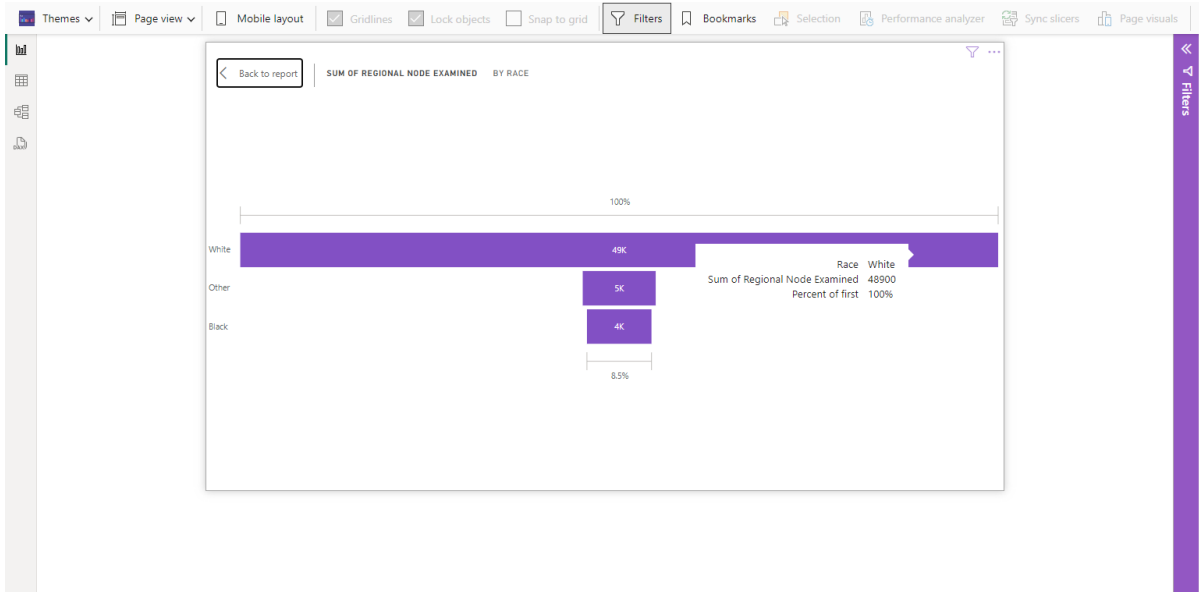 Themes Page view Mobile layout Gridlines Lock objects Snap to grid Filters Bookmarks Selection Performance analyzer Sync slicers Page visuals
Back to report SUM OF REGIONAL NODE EXAMINED BY RACE
Filters
100%
White 49K
Race White
Sum of Regional Node Examined 48900
Percent of first 100%
Other 5K
Black 4K
8.5%